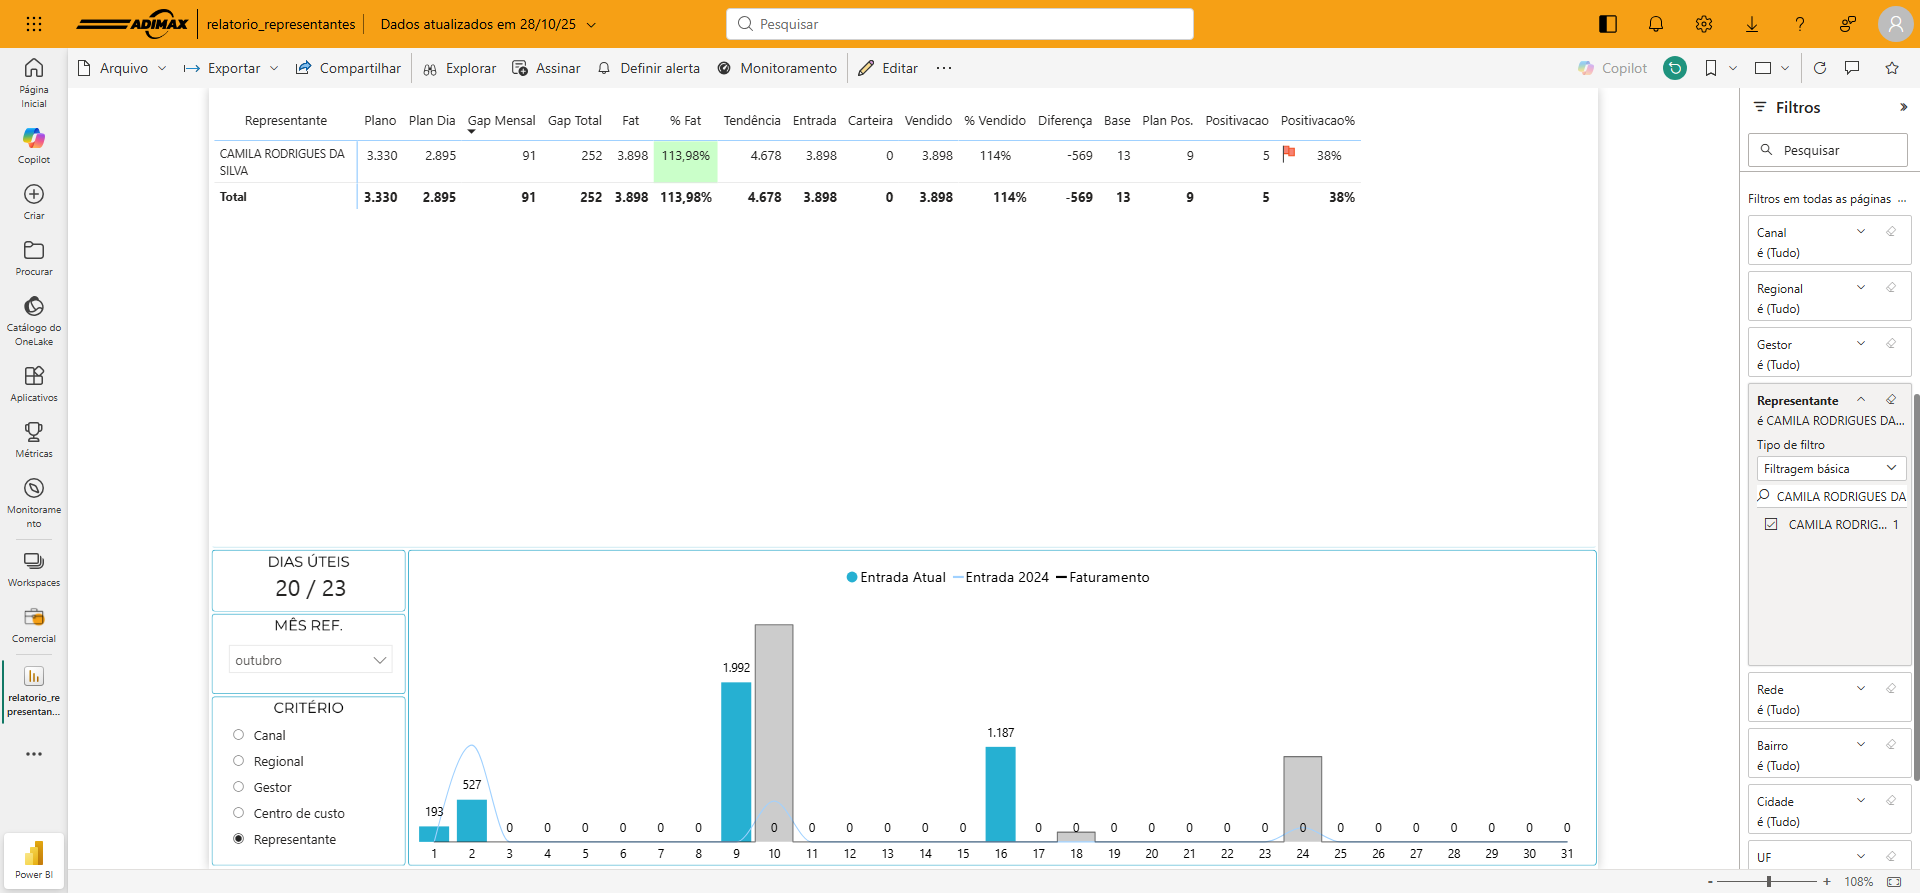 ADIMAX
relatorio_representantes
Dados atualizados em 28/10/25
Pesquisar
Arquivo
Exportar
Compartilhar
Explorar
Assinar
Definir alerta
Monitoramento
Editar
Copilot
Página Inicial
Copilot
Criar
Procurar
Catálogo do OneLake
Aplicativos
Métricas
Monitorame
nto
Workspaces
Comercial
relatorio_re
presentan...
Power BI
Representante Plano Plan Dia Gap Mensal Gap Total Fat % Fat Tendência Entrada Carteira Vendido % Vendido Diferença Base Plan Pos. Positivacao Positivacao%
CAMILA RODRIGUES DA SILVA 3.330 2.895 91 252 3.898 113,98% 4.678 3.898 0 3.898 114% -569 13 9 5 38%
Total 3.330 2.895 91 252 3.898 113,98% 4.678 3.898 0 3.898 114% -569 13 9 5 38%
DIAS ÚTEIS
20 / 23
MÊS REF.
outubro
CRITÉRIO
Canal
Regional
Gestor
Centro de custo
Representante
Entrada Atual Entrada 2024 Faturamento
193 527 0 0 0 0 0 0 1.992 0 0 0 0 0 0 1.187 0 0 0 0 0 0 0 0 0 0 0 0 0 0 0
1 2 3 4 5 6 7 8 9 10 11 12 13 14 15 16 17 18 19 20 21 22 23 24 25 26 27 28 29 30 31
Filtros
Pesquisar
Filtros em todas as páginas ...
Canal
é (Tudo)
Regional
é (Tudo)
Gestor
é (Tudo)
Representante
é CAMILA RODRIGUES DA...
Tipo de filtro
Filtragem básica
CAMILA RODRIGUES DA
CAMILA RODRIG... 1
Rede
é (Tudo)
Bairro
é (Tudo)
Cidade
é (Tudo)
UF
- + 108%